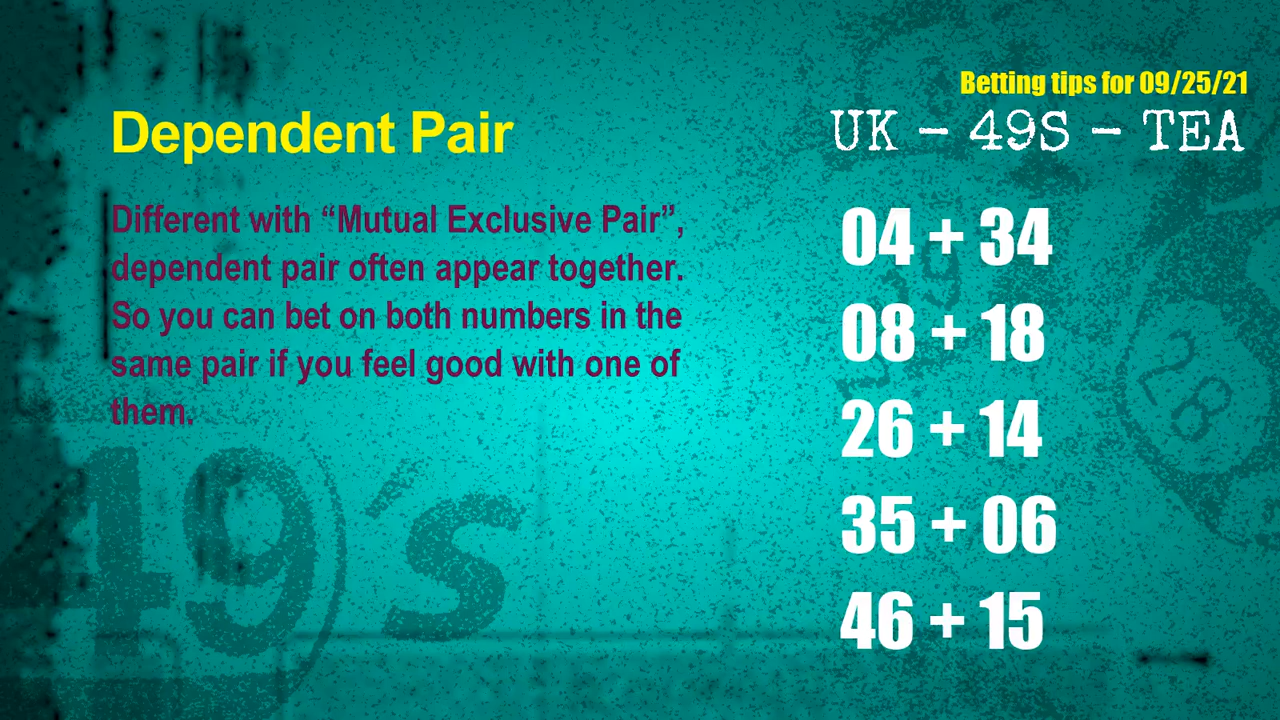 Betting tips for 09/25/21
UK - 49S - TEA
Dependent Pair
Different with “Mutual Exclusive Pair”,
dependent pair often appear together.
So you can bet on both numbers in the
same pair if you feel good with one of
them.
04 + 34
08 + 18
26 + 14
35 + 06
46 + 15
49's
49
28